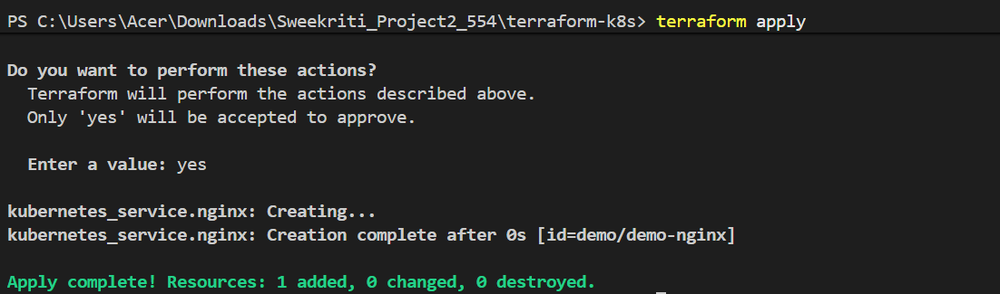 PS C:\Users\Acer\Downloads\Sweekriti_Project2_554\terraform-k8s> terraform apply
Do you want to perform these actions?
Terraform will perform the actions described above.
Only 'yes' will be accepted to approve.
Enter a value: yes
kubernetes_service.nginx: Creating...
kubernetes_service.nginx: Creation complete after 0s [id=demo/demo-nginx]
Apply complete! Resources: 1 added, 0 changed, 0 destroyed.